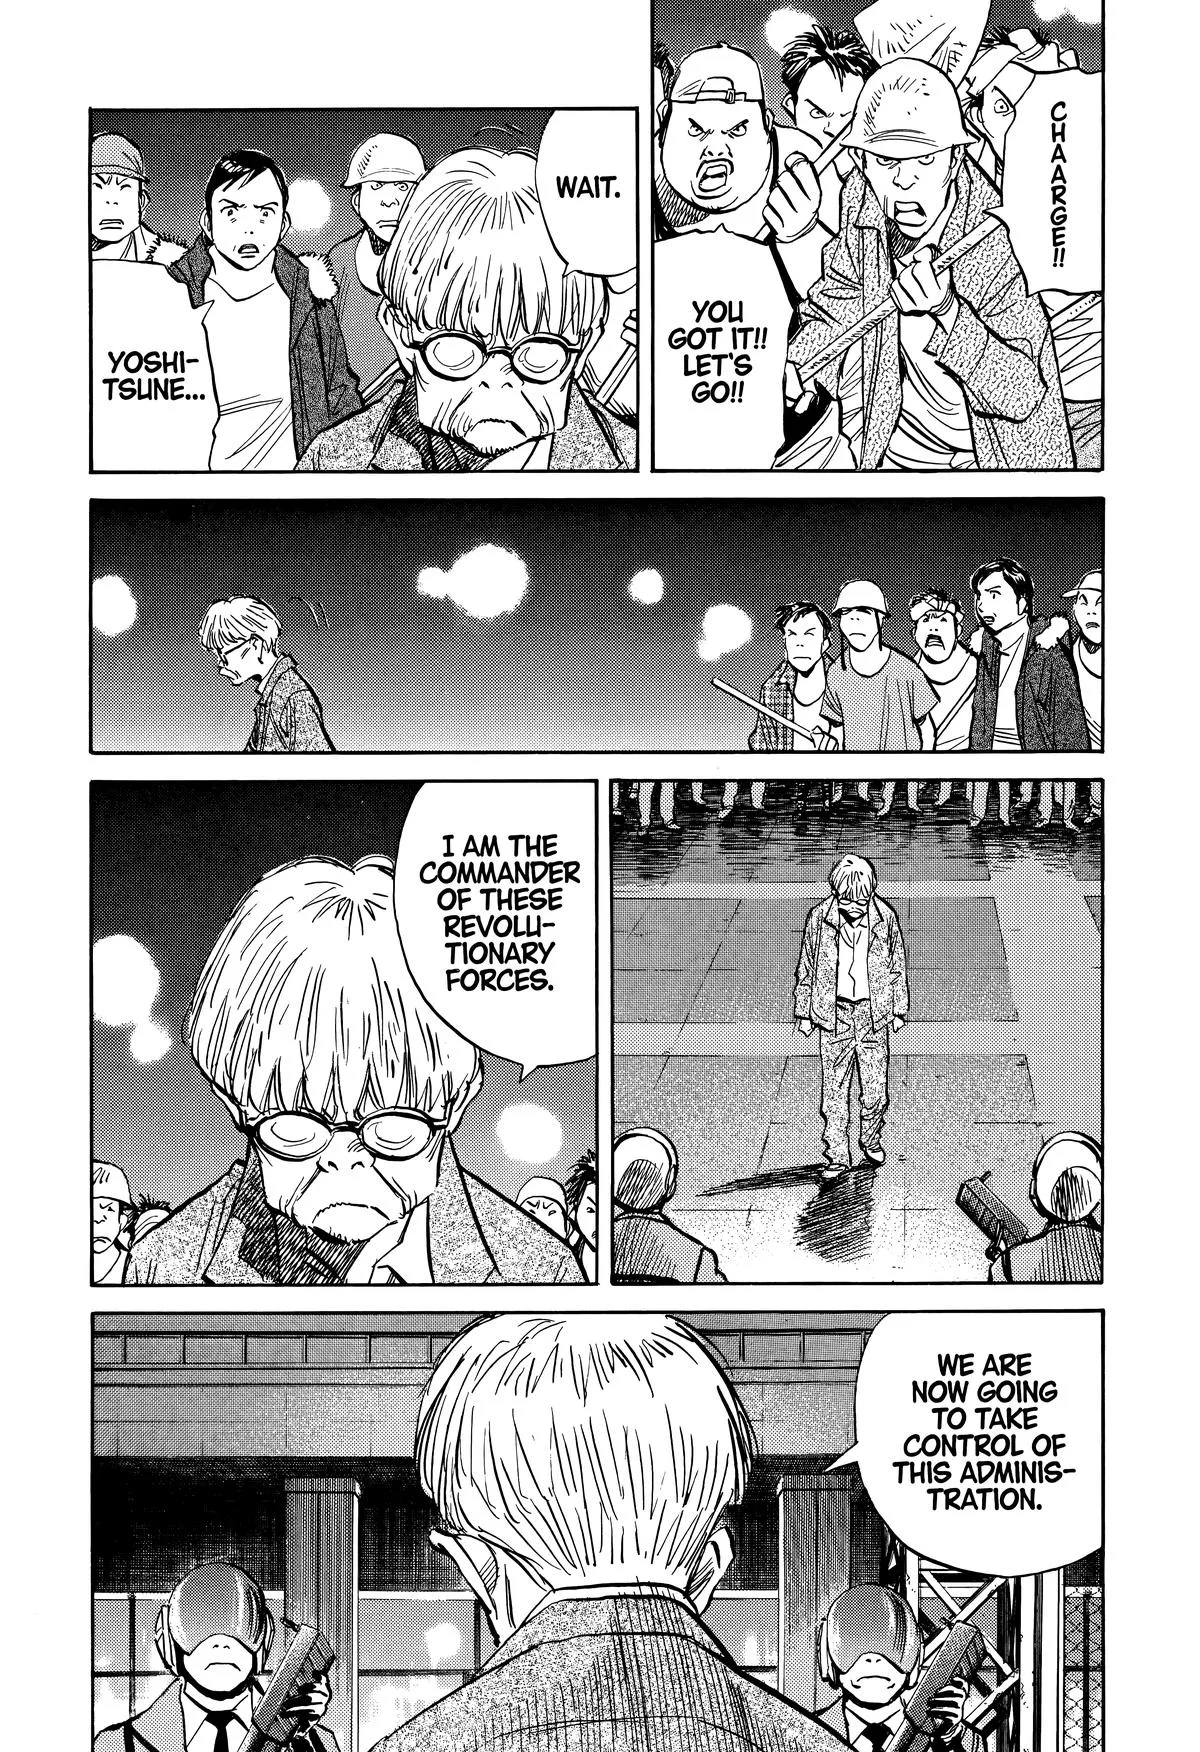 CHARGE!!
YOU
GOT IT!!
LET'S
GO!!
WAIT.
YOSHI-
TSUNE...
I AM THE
COMMANDER
OF THESE
REVOLU-
TIONARY
FORCES.
WE ARE
NOW GOING
TO TAKE
CONTROL OF
THIS ADMINIS-
TRATION.